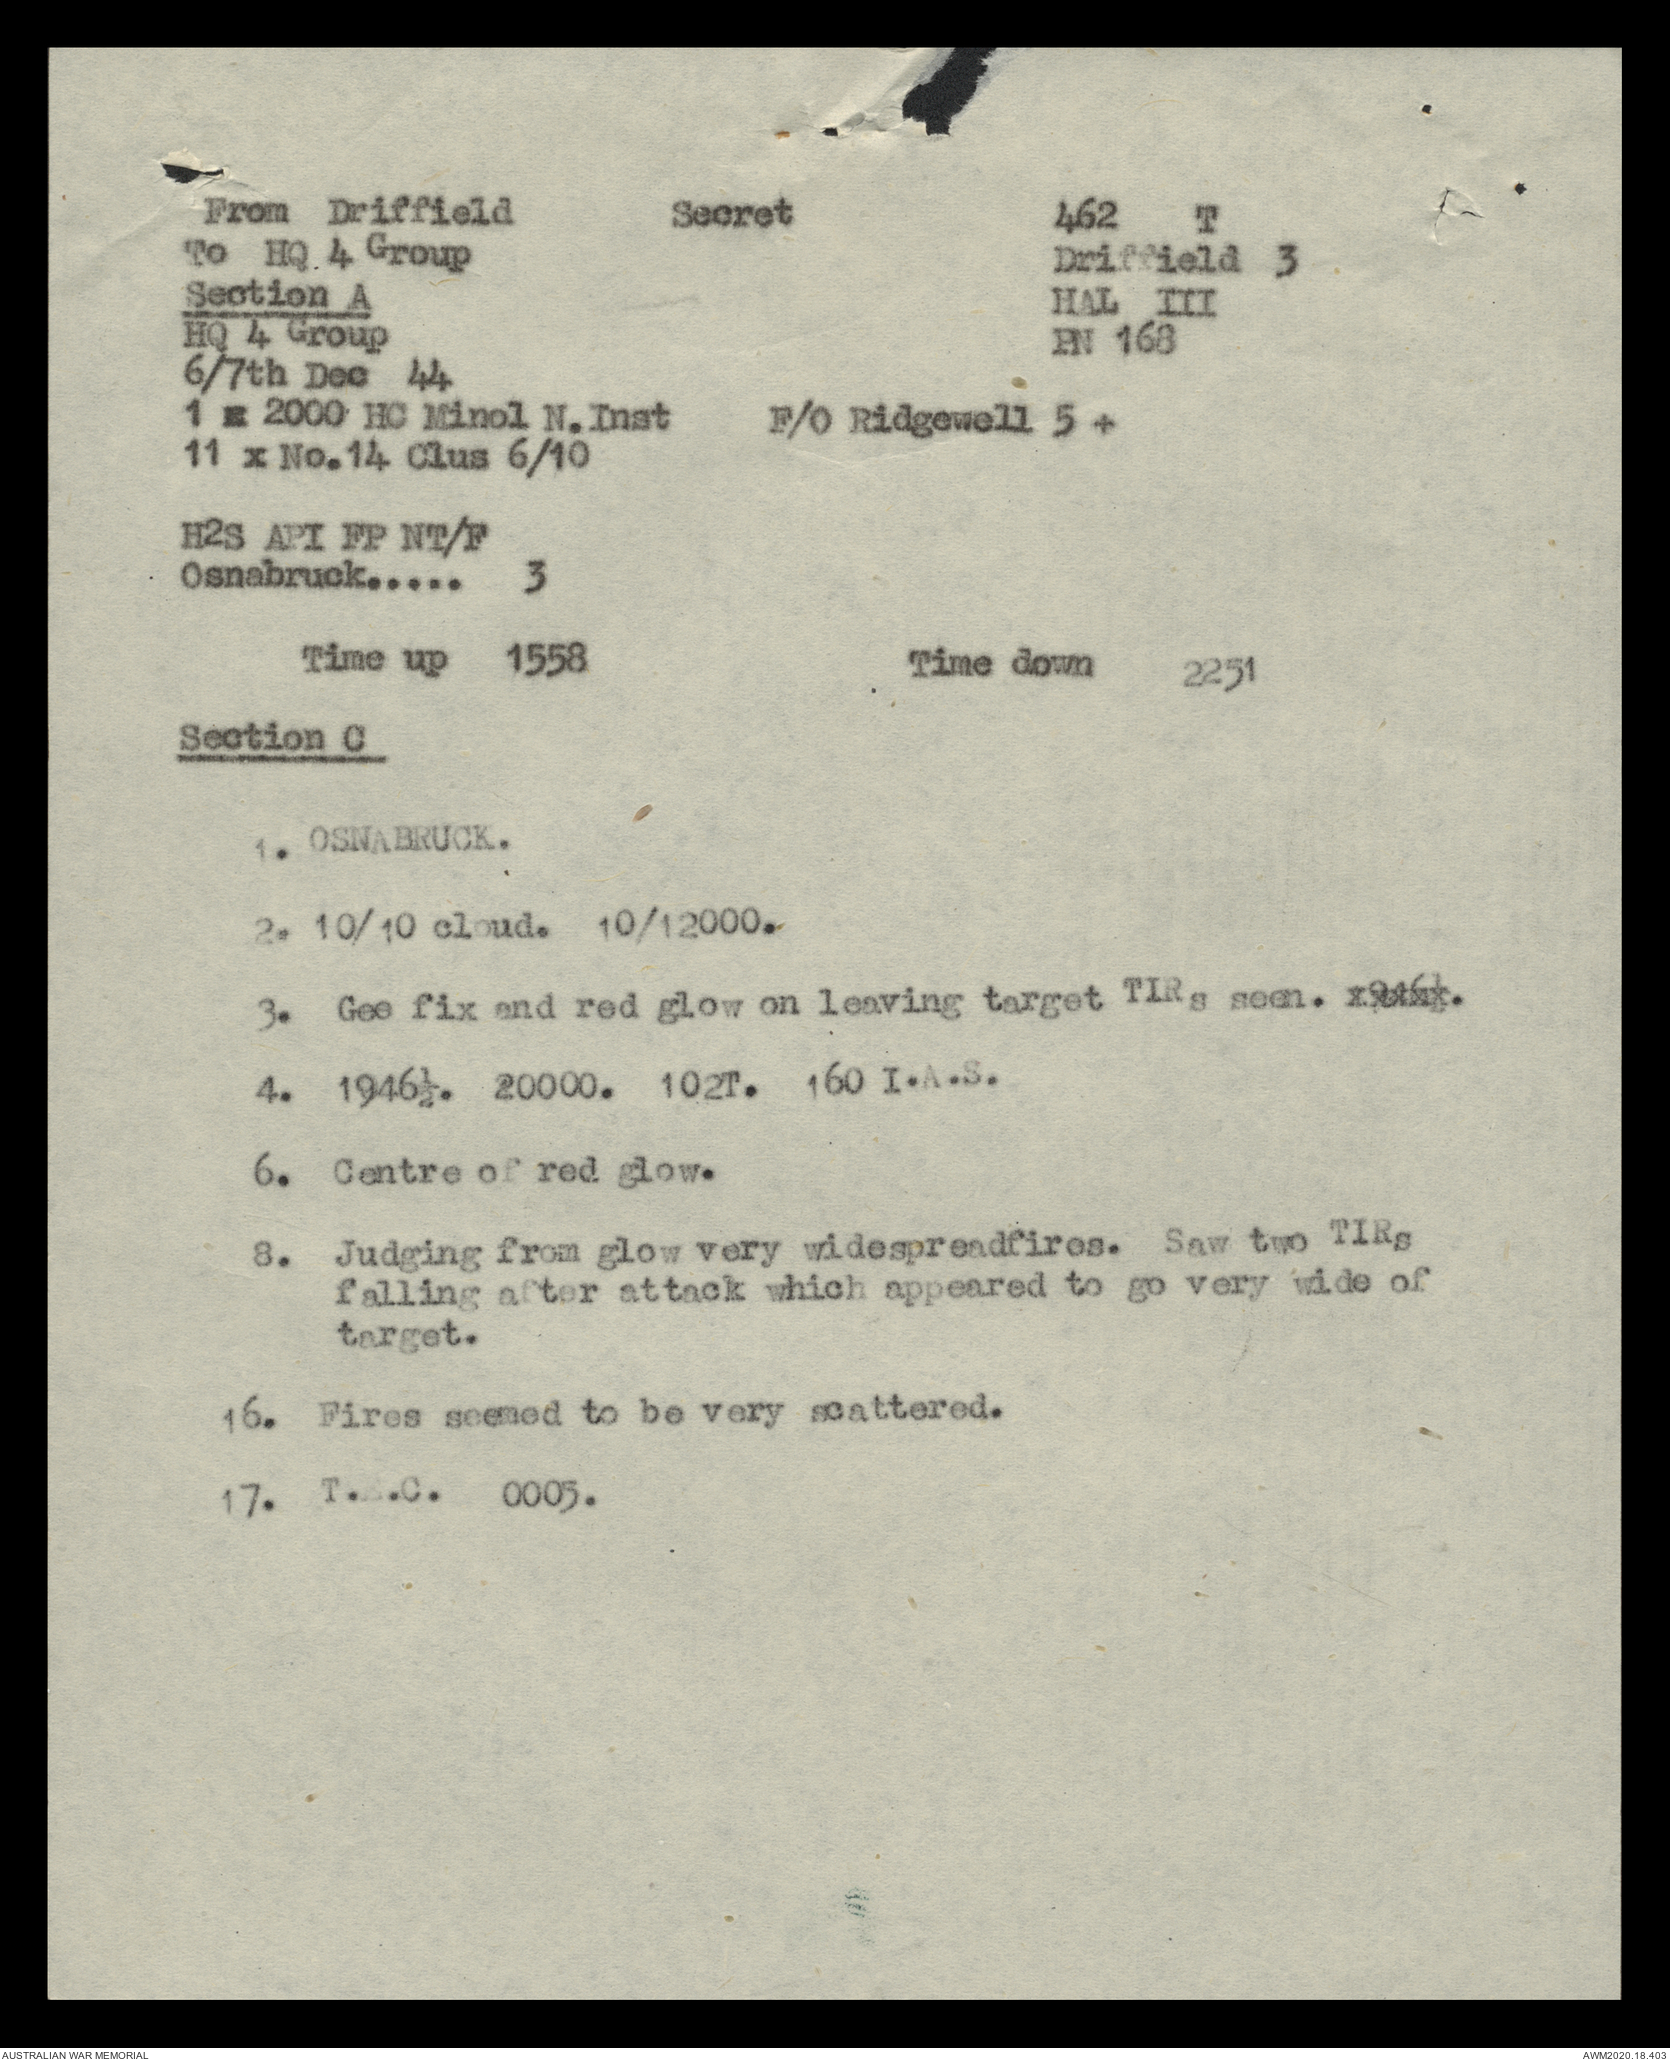 From Driffield Secret 462 T
To HQ 4 Group Driffield 3
Section A HAL III
HQ 4 Group PN 168
6/7th Dec 44
1 x 2000 HC Minol N.Inst F/O Ridgewell 5 +
11 x No.14 Clus 6/10
H2S API FP NT/F
Osnabruck..... 3
Time up 1558 Time down 2251
Section C
1. OSNABRUCK.
2. 10/10 cloud. 10/12000.
3. Gee fix and red glow on leaving target TIRs seen.
4. 1946½. 20000. 102T. 160 I.A.S.
6. Centre of red glow.
8. Judging from glow very widespreadfires. Saw two TIRs
falling after attack which appeared to go very wide of
target.
16. Fires seemed to be very scattered.
17. 0005.
AUSTRALIAN WAR MEMORIAL AWM2020.18.403